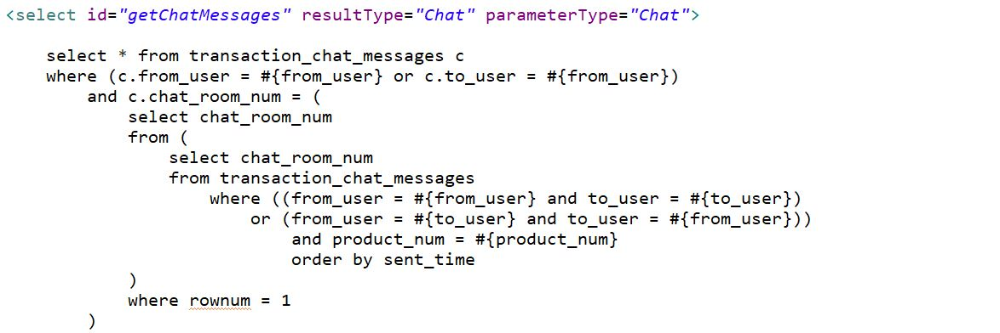 <select id="getChatMessages" resultType="Chat" parameterType="Chat">
select * from transaction_chat_messages c
where (c.from_user = #{from_user} or c.to_user = #{from_user})
and c.chat_room_num = (
select chat_room_num
from (
select chat_room_num
from transaction_chat_messages
where ((from_user = #{from_user} and to_user = #{to_user})
or (from_user = #{to_user} and to_user = #{from_user}))
and product_num = #{product_num}
order by sent_time
)
where rownum = 1
)